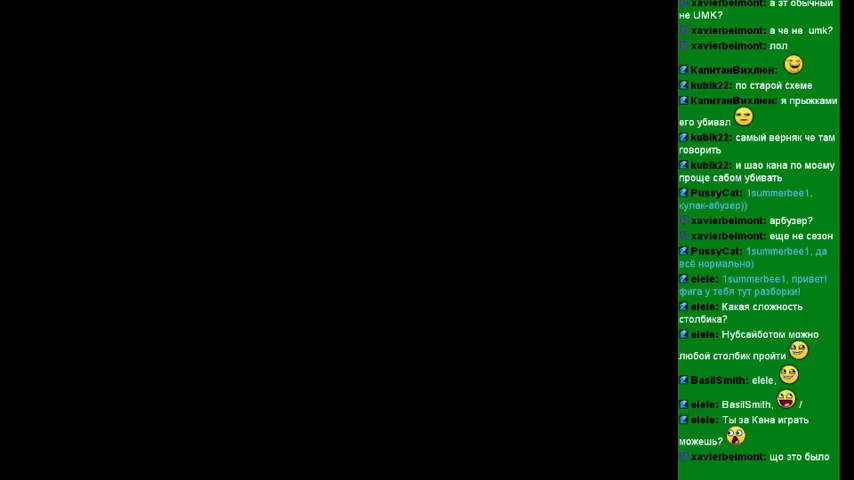 xavierbelmont: а эт обычный
не UMK?
xavierbelmont: а че не umk?
xavierbelmont: лол
КапитанВихлюн:
kubik22: по старой схеме
КапитанВихлюн: я прыжками
его убивал
kubik22: самый верняк че там
говорить
kubik22: и шао кана по моему
проще сабом убивать
PussyCat: 1summerbee1,
кулак-абузер))
xavierbelmont: арбузер?
xavierbelmont: еще не сезон
PussyCat: 1summerbee1, да
всё нормально)
elele: 1summerbee1, привет!
фига у тебя тут разборки!
elele: Какая сложность
столбика?
elele: Нубсайботом можно
любой столбик пройти
BasilSmith: elele,
elele: BasilSmith, /
elele: Ты за Кана играть
можешь?
xavierbelmont: що это было